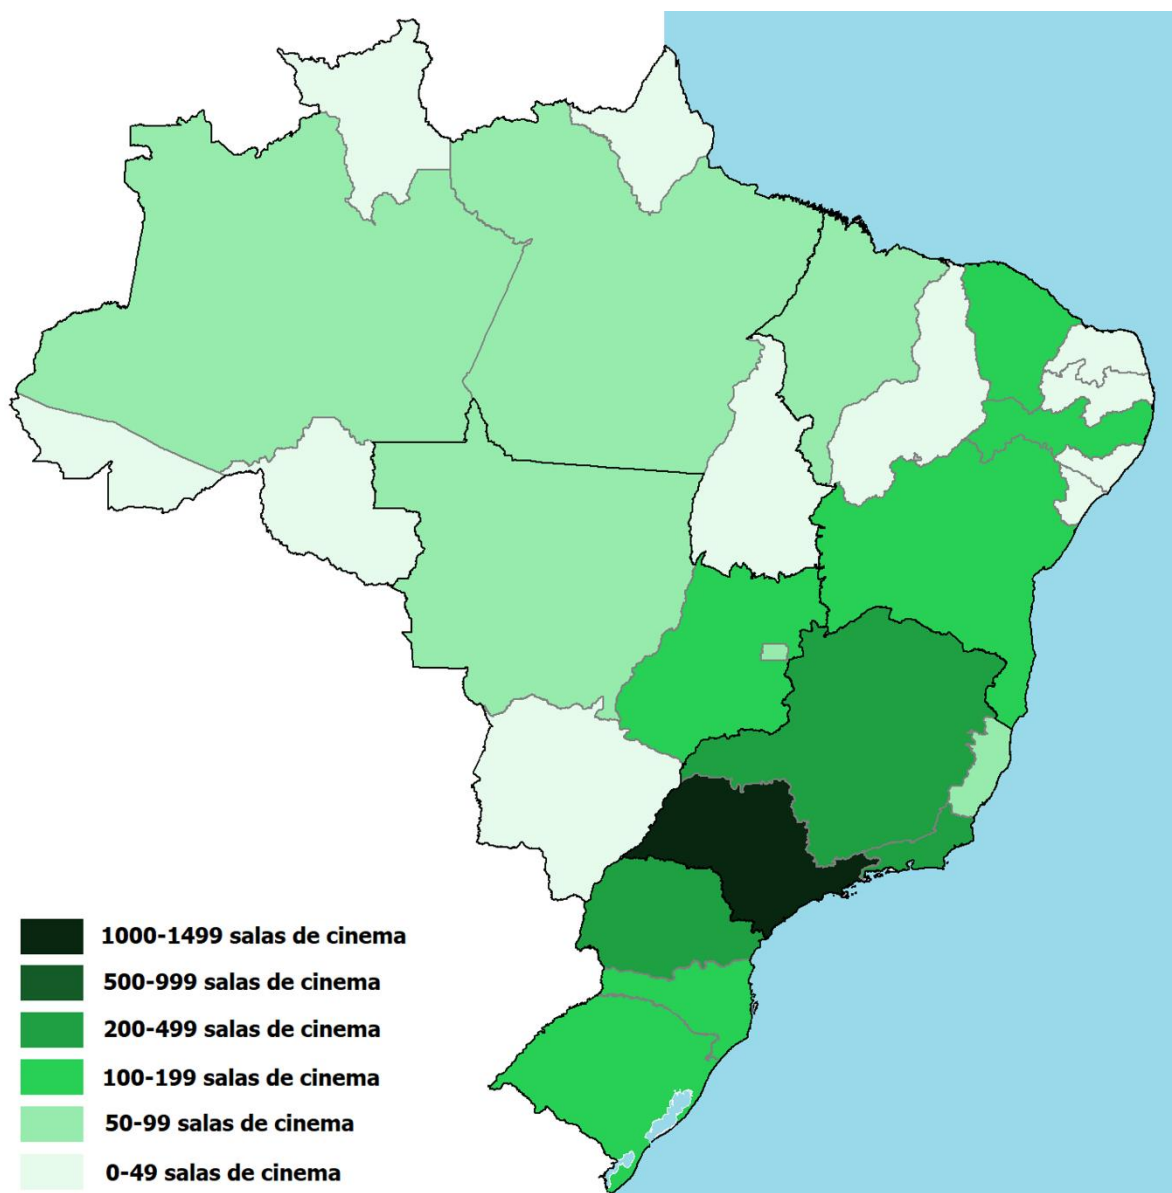 1000-1499 salas de cinema
500-999 salas de cinema
200-499 salas de cinema
100-199 salas de cinema
50-99 salas de cinema
0-49 salas de cinema